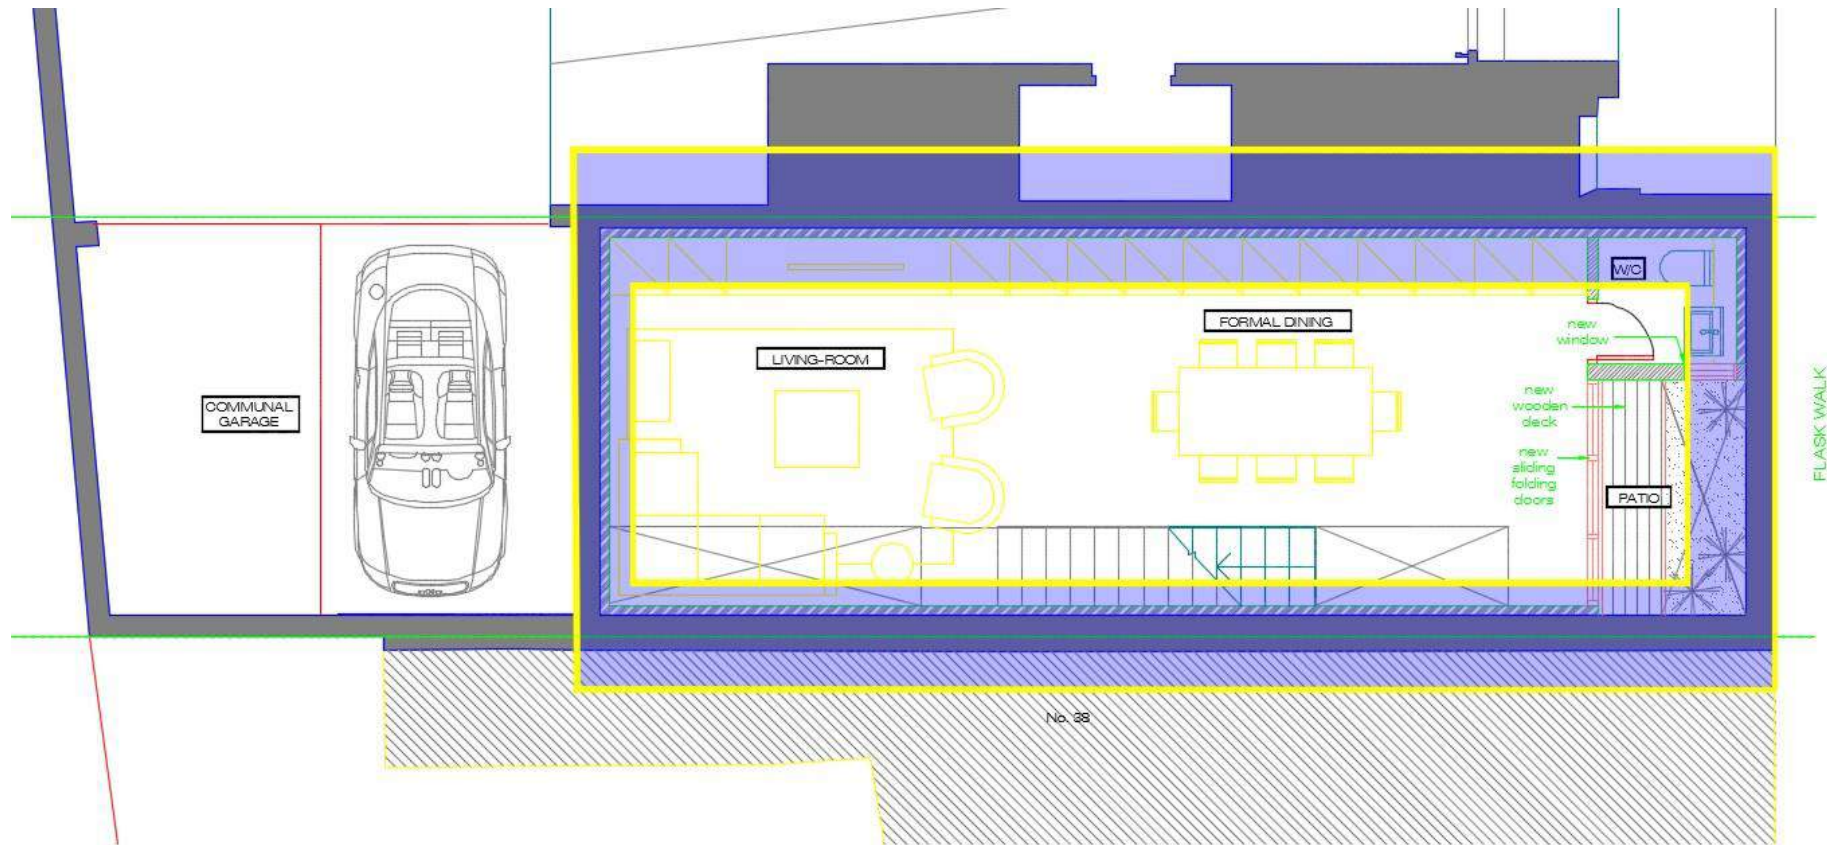 W/C
FORMAL DINING
new
window
LIVING-ROOM
COMMUNAL
GARAGE
new
wooden
deck
new
sliding
folding
doors
PATIO
FLASK WALK
No. 38